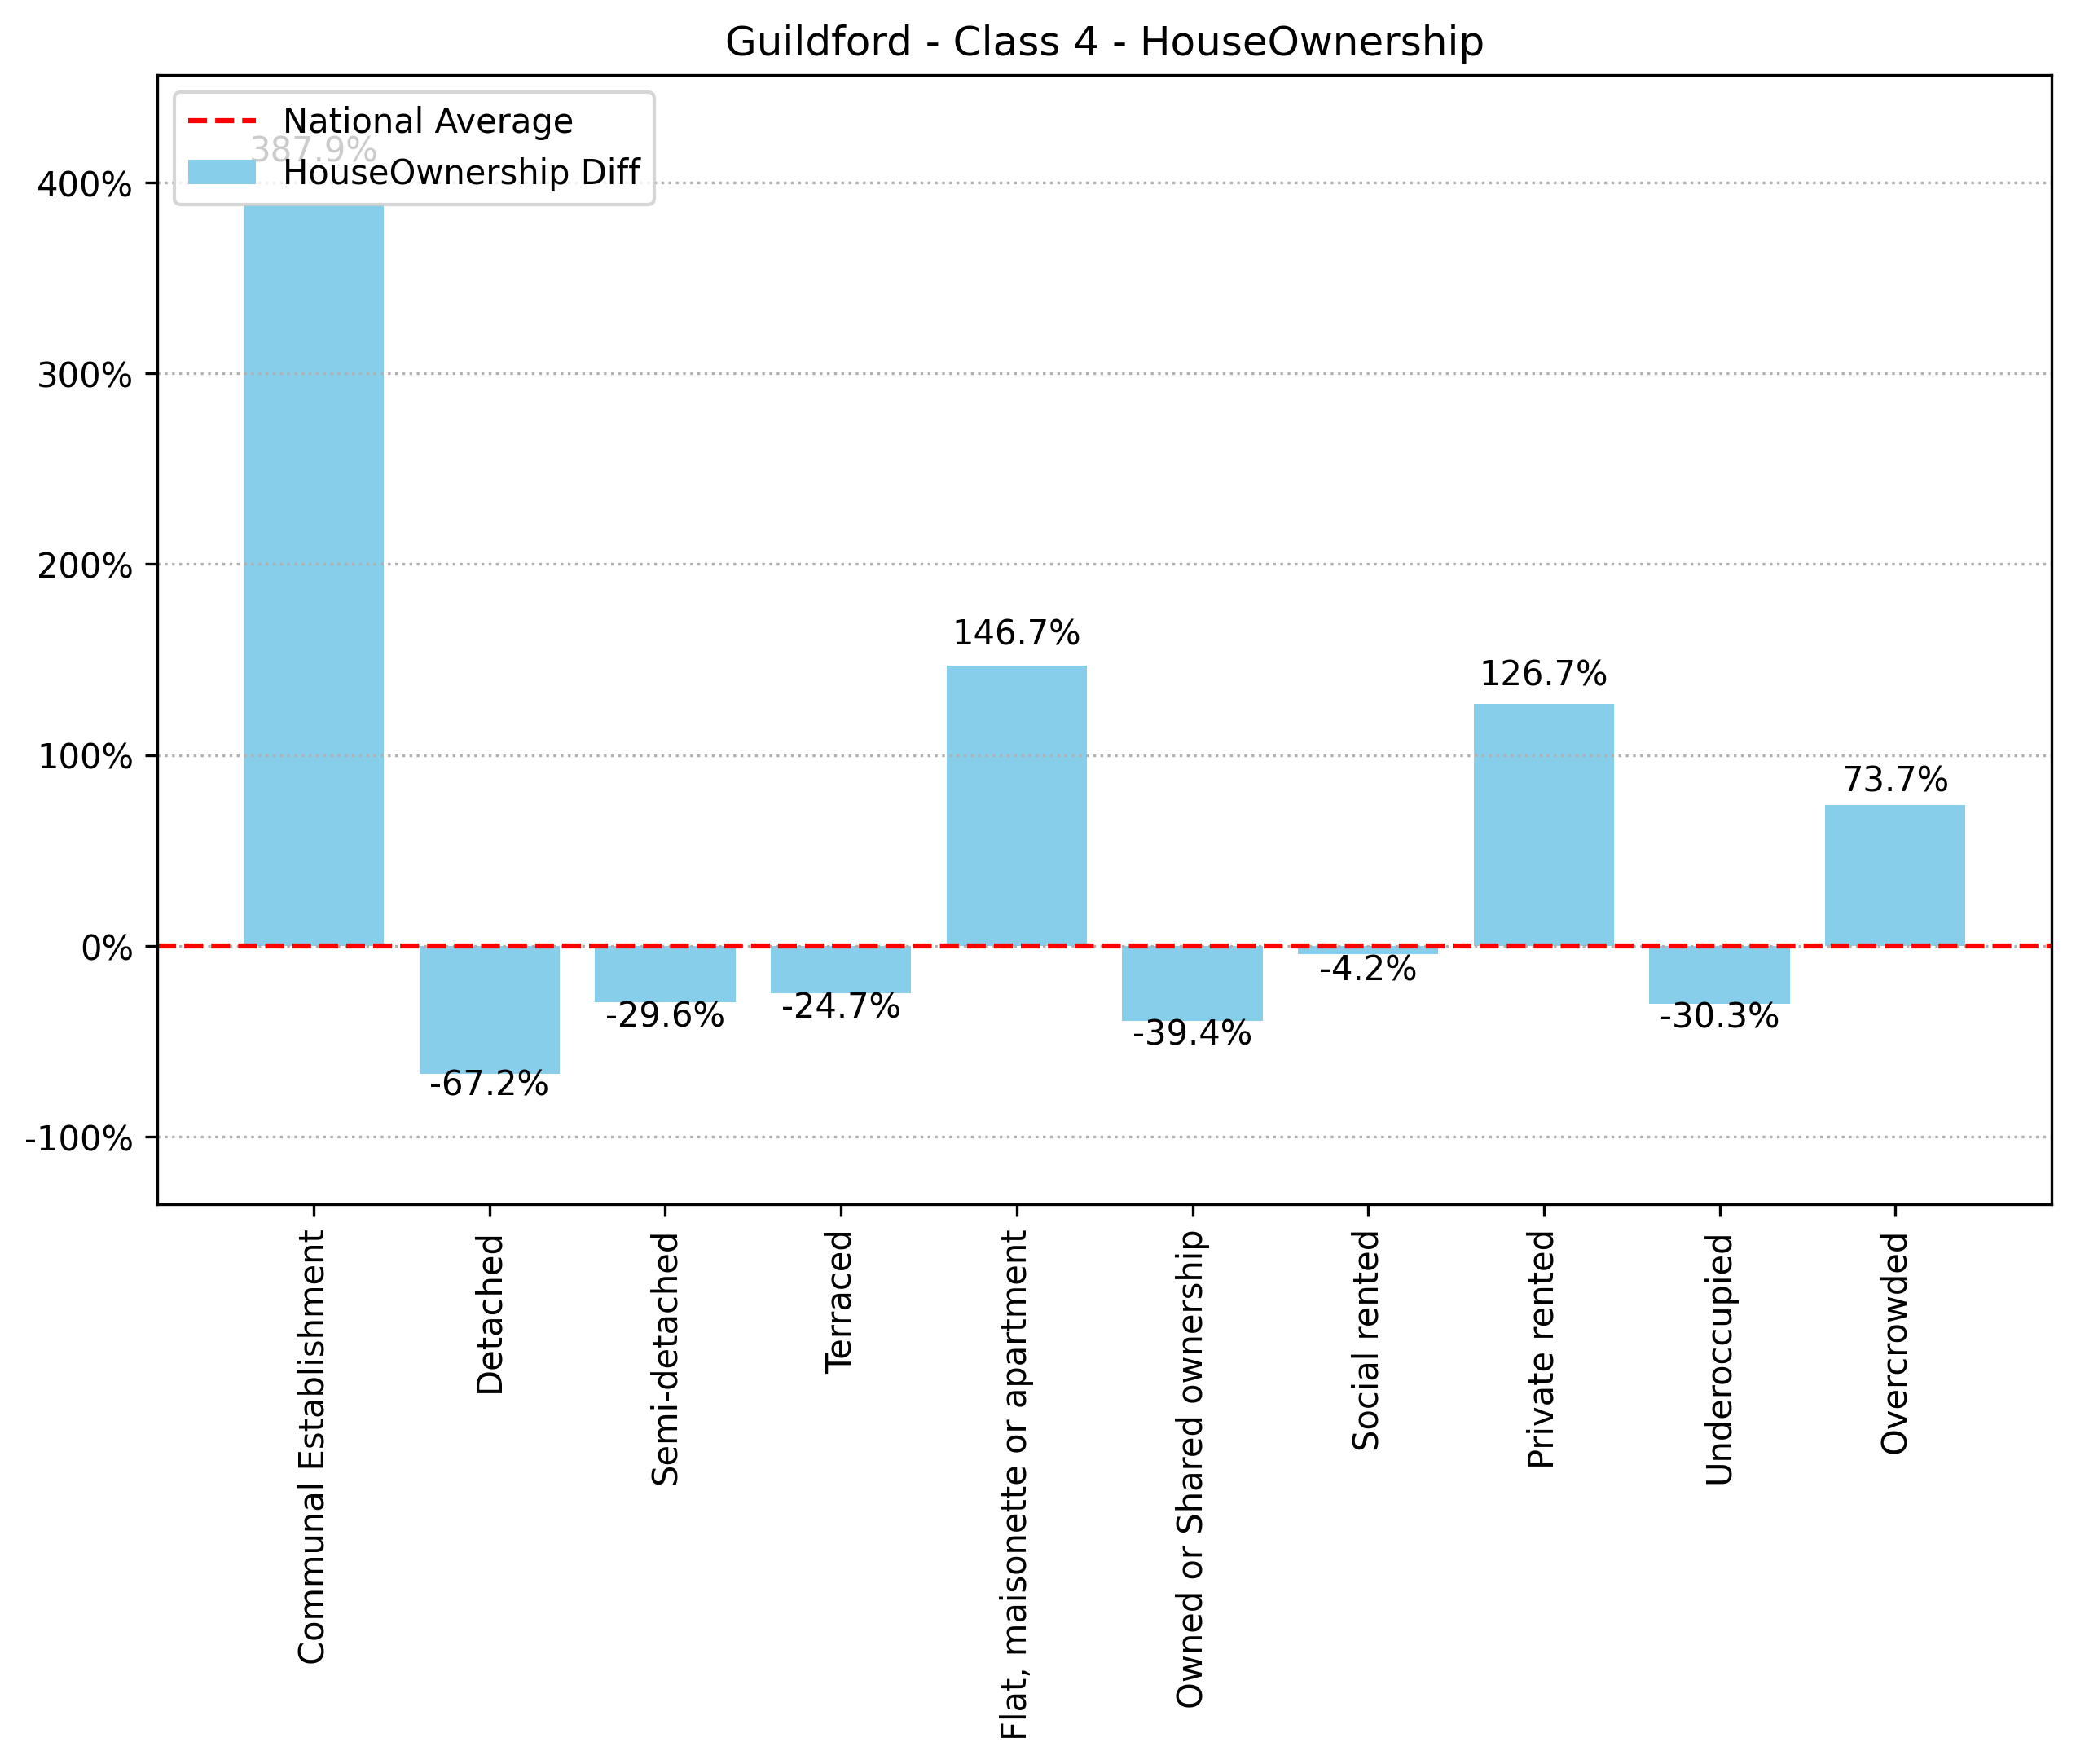 Guildford - Class 4 - HouseOwnership
National Average
HouseOwnership Diff
387.9%
400%
300%
200%
100%
0%
-100%
-67.2%
-29.6%
-24.7%
146.7%
-39.4%
-4.2%
126.7%
-30.3%
73.7%
Communal Establishment
Detached
Semi-detached
Terraced
Flat, maisonette or apartment
Owned or Shared ownership
Social rented
Private rented
Underoccupied
Overcrowded